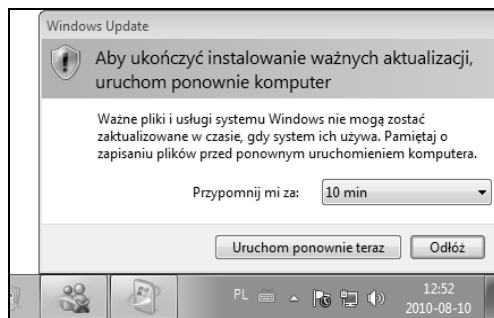 Windows Update
Aby ukończyć instalowanie ważnych aktualizacji,
uruchom ponownie komputer
Ważne pliki i usługi systemu Windows nie mogą zostać
zaktualizowane w czasie, gdy system ich używa. Pamiętaj o
zapisaniu plików przed ponownym uruchomieniem komputera.
Przypomnij mi za: 10 min
Uruchom ponownie teraz Odłóż
PL 12:52
2010-08-10